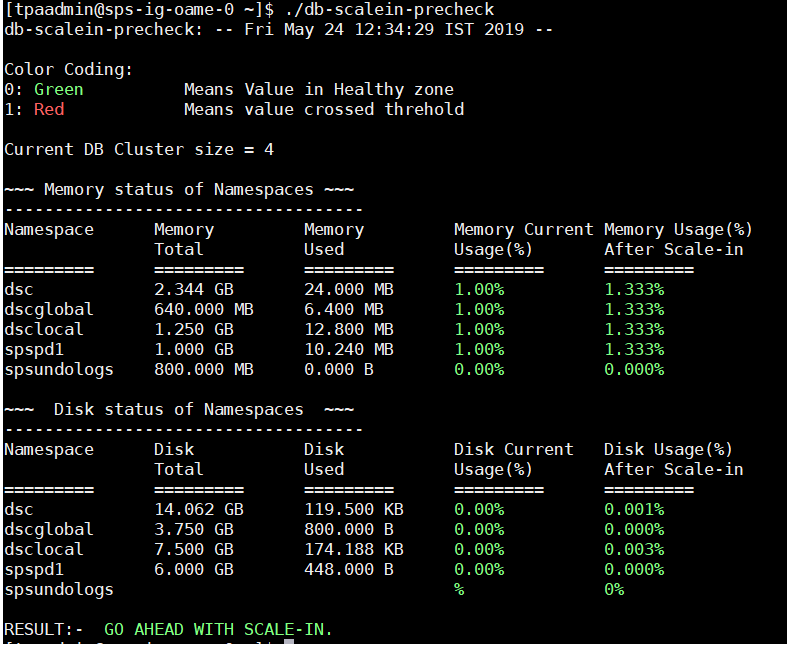 [tpaadmin@sps-ig-oame-0 ~]$ ./db-scalein-precheck
db-scalein-precheck: -- Fri May 24 12:34:29 IST 2019 --
Color Coding:
0: Green Means Value in Healthy zone
1: Red Means value crossed threhold
Current DB Cluster size = 4
~~~ Memory status of Namespaces ~~~
------------------------------------
Namespace Memory Memory Memory Current Memory Usage(%)
Total Used Usage(%) After Scale-in
========= ========= ========= ========= =========
dsc 2.344 GB 24.000 MB 1.00% 1.333%
dscglobal 640.000 MB 6.400 MB 1.00% 1.333%
dsclocal 1.250 GB 12.800 MB 1.00% 1.333%
spspd1 1.000 GB 10.240 MB 1.00% 1.333%
spsundologs 800.000 MB 0.000 B 0.00% 0.000%
~~~ Disk status of Namespaces ~~~
------------------------------------
Namespace Disk Disk Disk Current Disk Usage(%)
Total Used Usage(%) After Scale-in
========= ========= ========= ========= =========
dsc 14.062 GB 119.500 KB 0.00% 0.001%
dscglobal 3.750 GB 800.000 B 0.00% 0.000%
dsclocal 7.500 GB 174.188 KB 0.00% 0.003%
spspd1 6.000 GB 448.000 B 0.00% 0.000%
spsundologs % 0%
RESULT:- GO AHEAD WITH SCALE-IN.